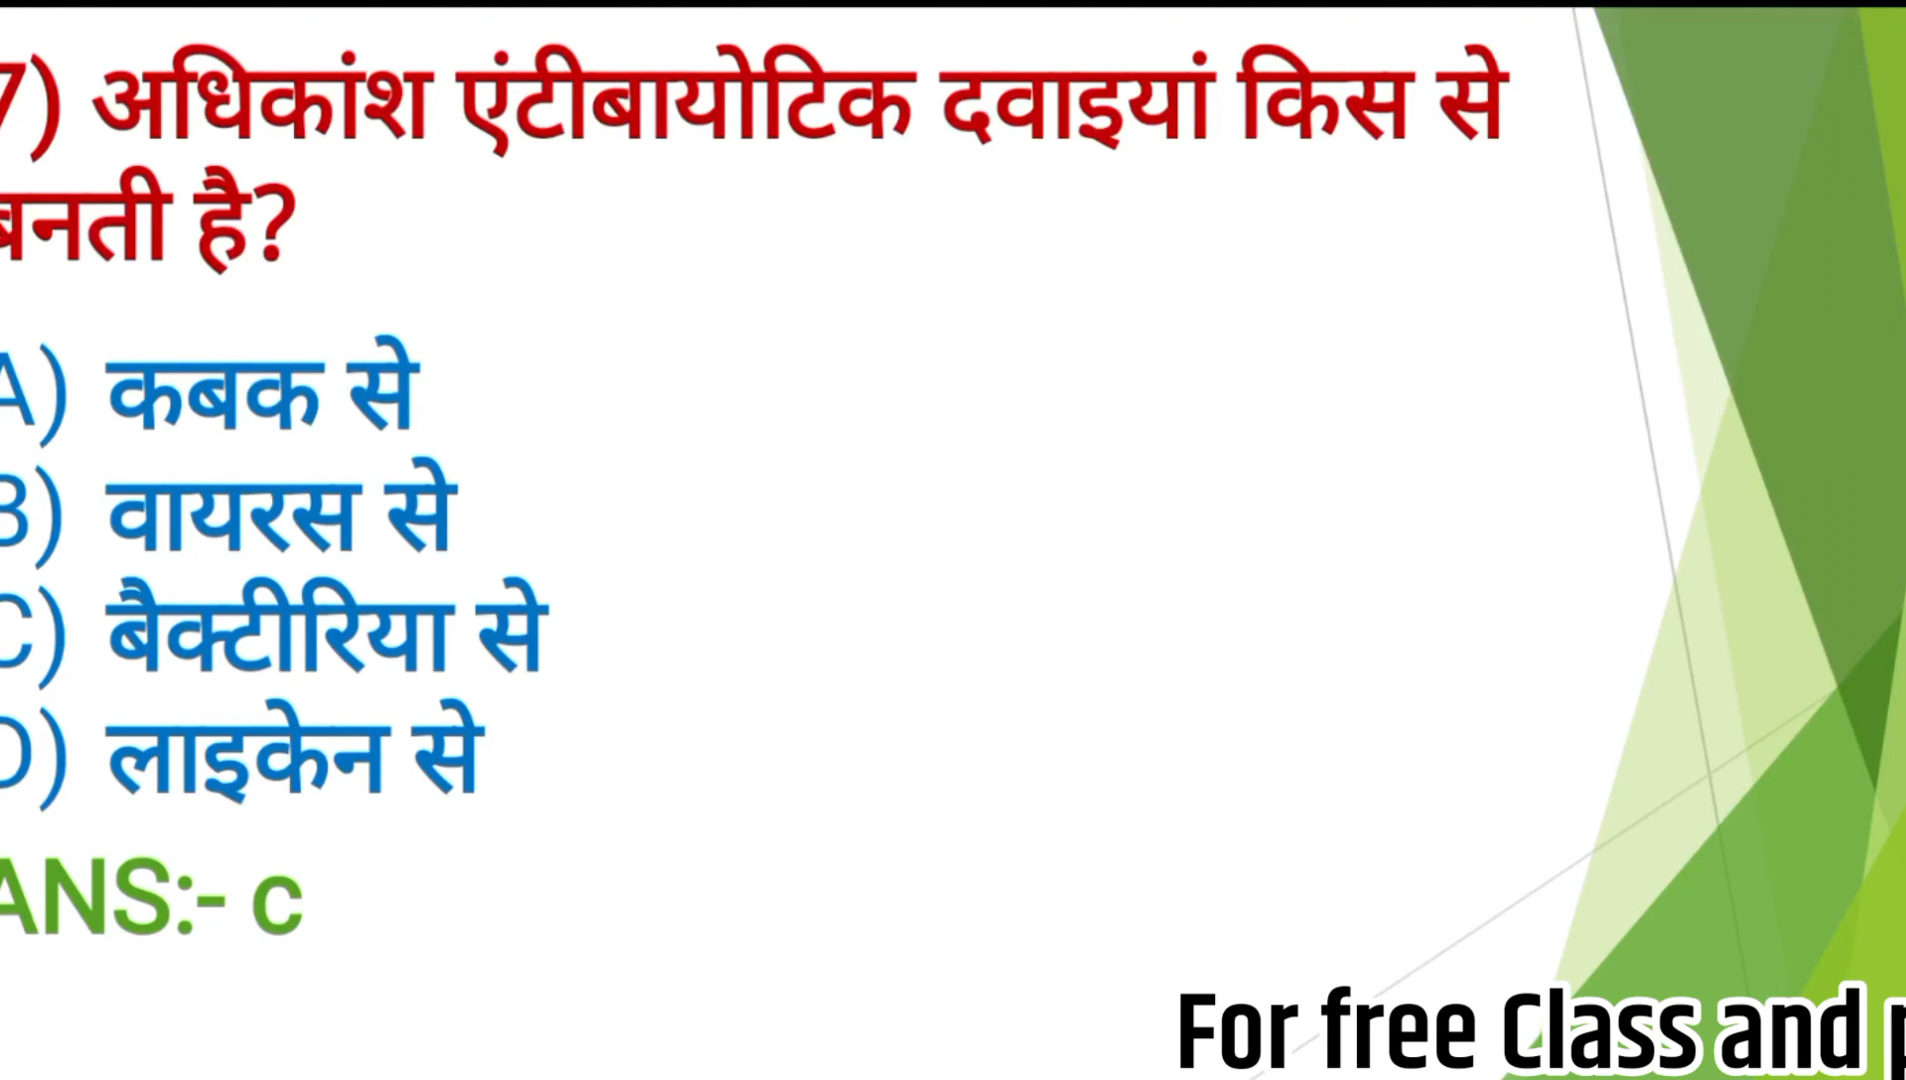 7) अधिकांश एंटीबायोटिक दवाइयां किस से
बनती है?
A) कबक से
B) वायरस से
C) बैक्टीरिया से
D) लाइकेन से
ANS:- c
For free Class and